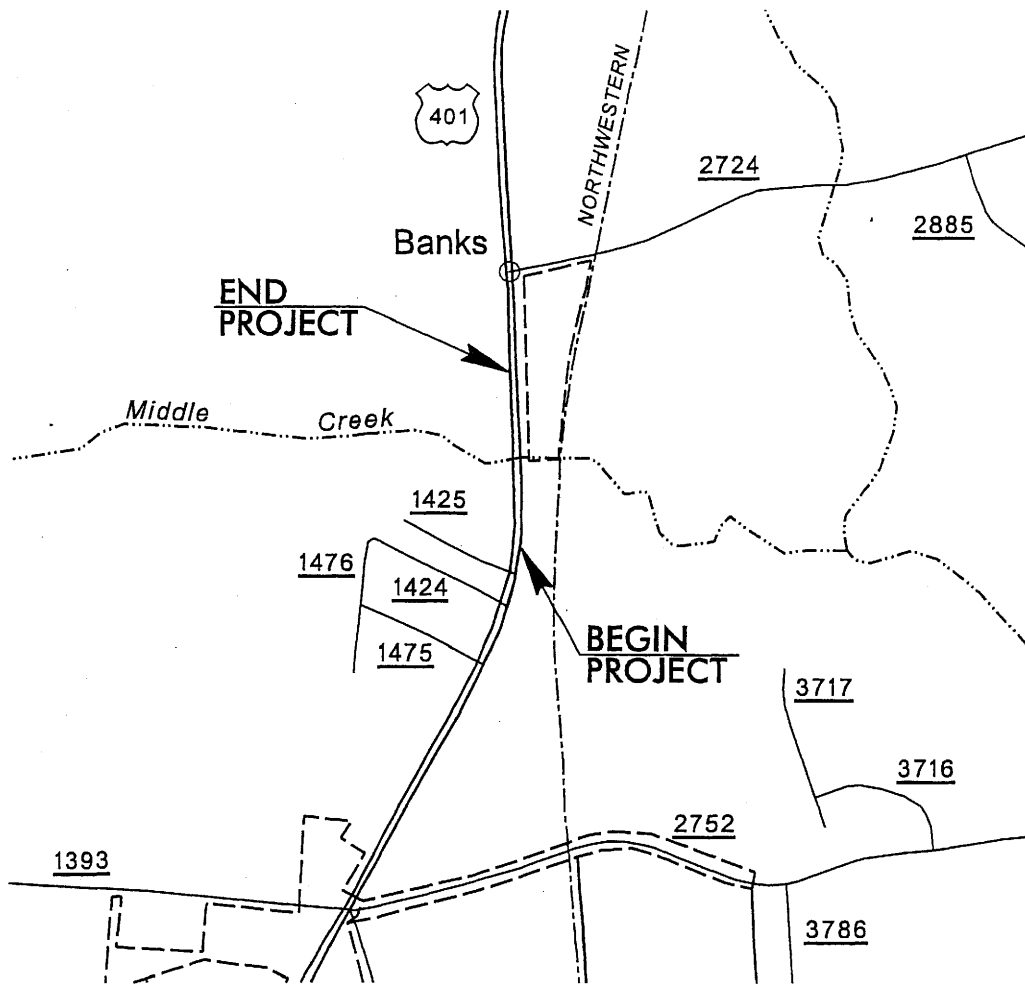 401
NORTHWESTERN
2724
2885
Banks
END
PROJECT
Middle Creek
1425
1476
1424
1475
BEGIN
PROJECT
3717
3716
2752
1393
3786